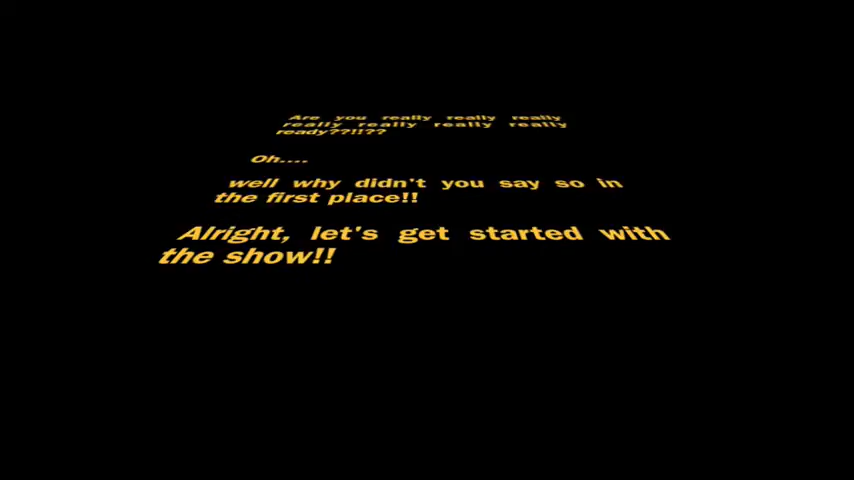 Are you really really really
really really really really
ready??!!??
Oh....
well why didn't you say so in
the first place!!
Alright, let's get started with
the show!!